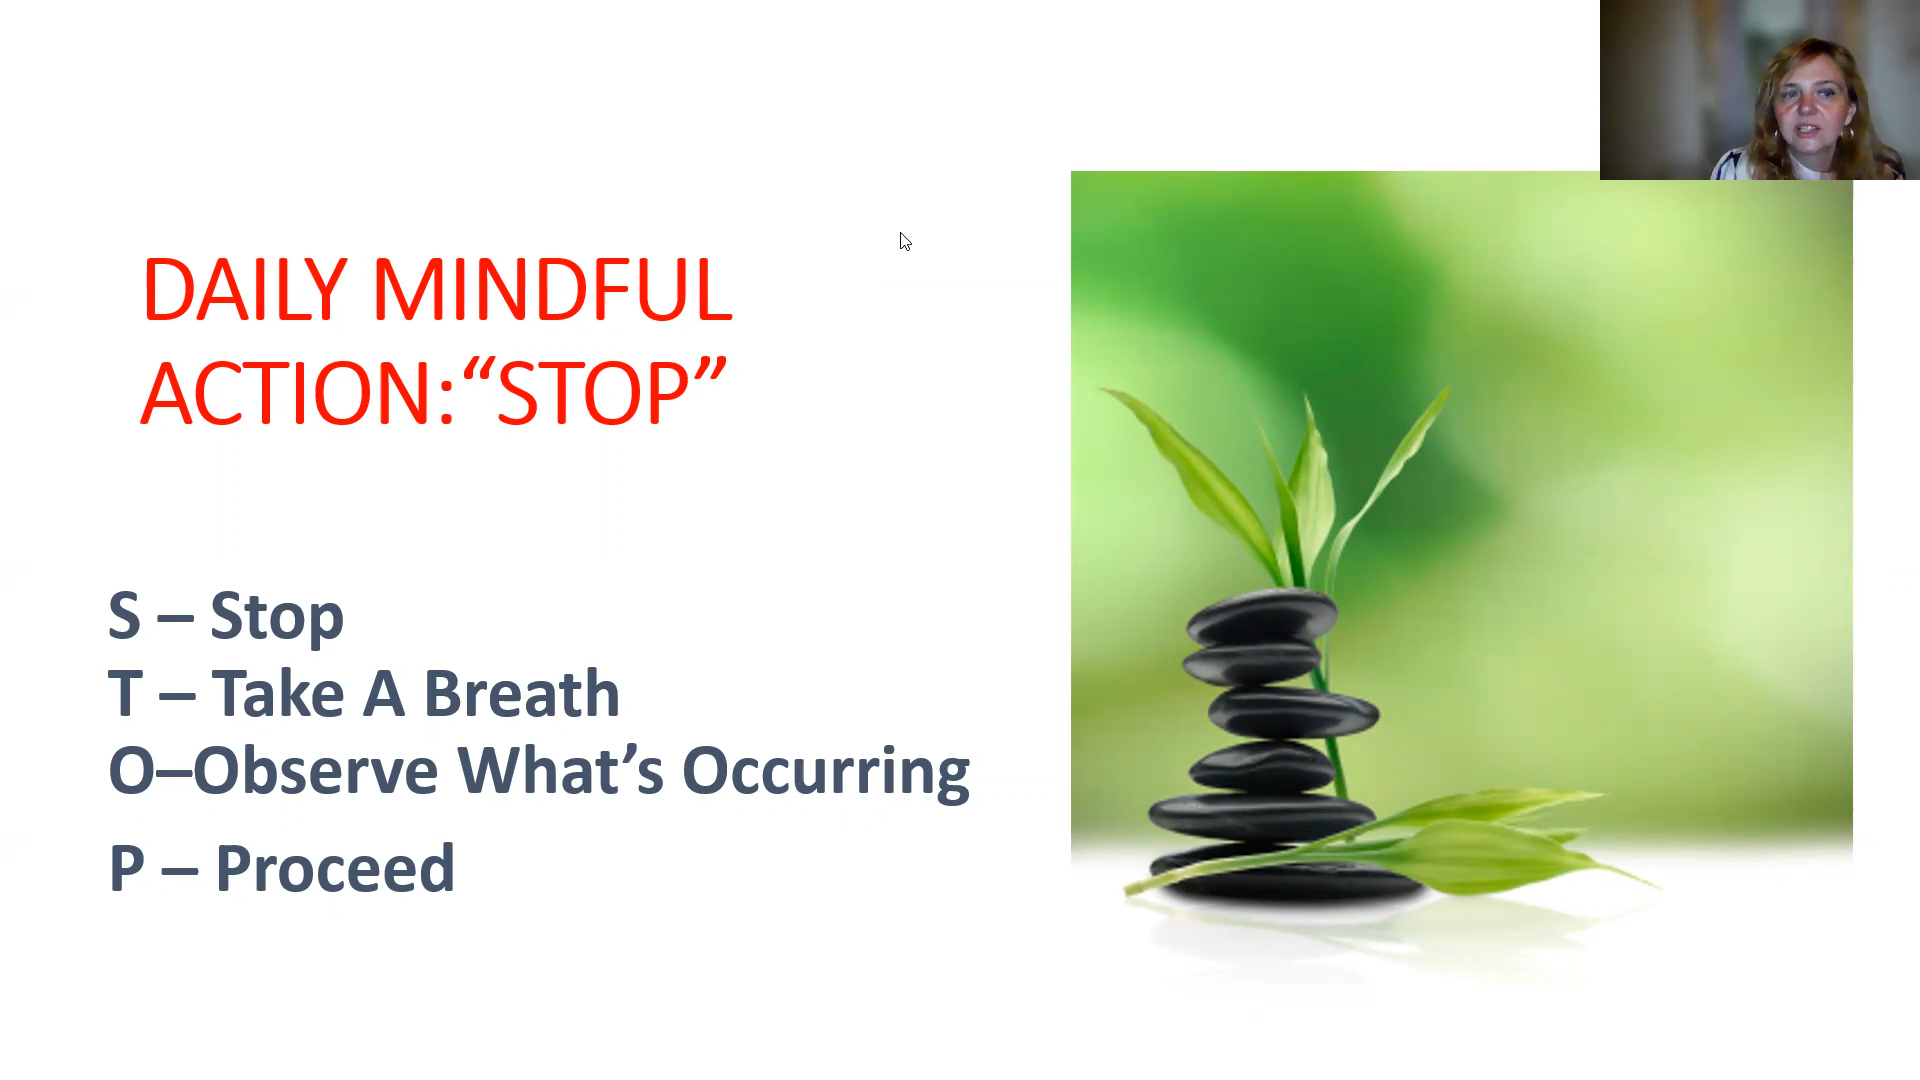 DAILY MINDFUL
ACTION:“STOP”
S – Stop
T – Take A Breath
O–Observe What’s Occurring
P – Proceed